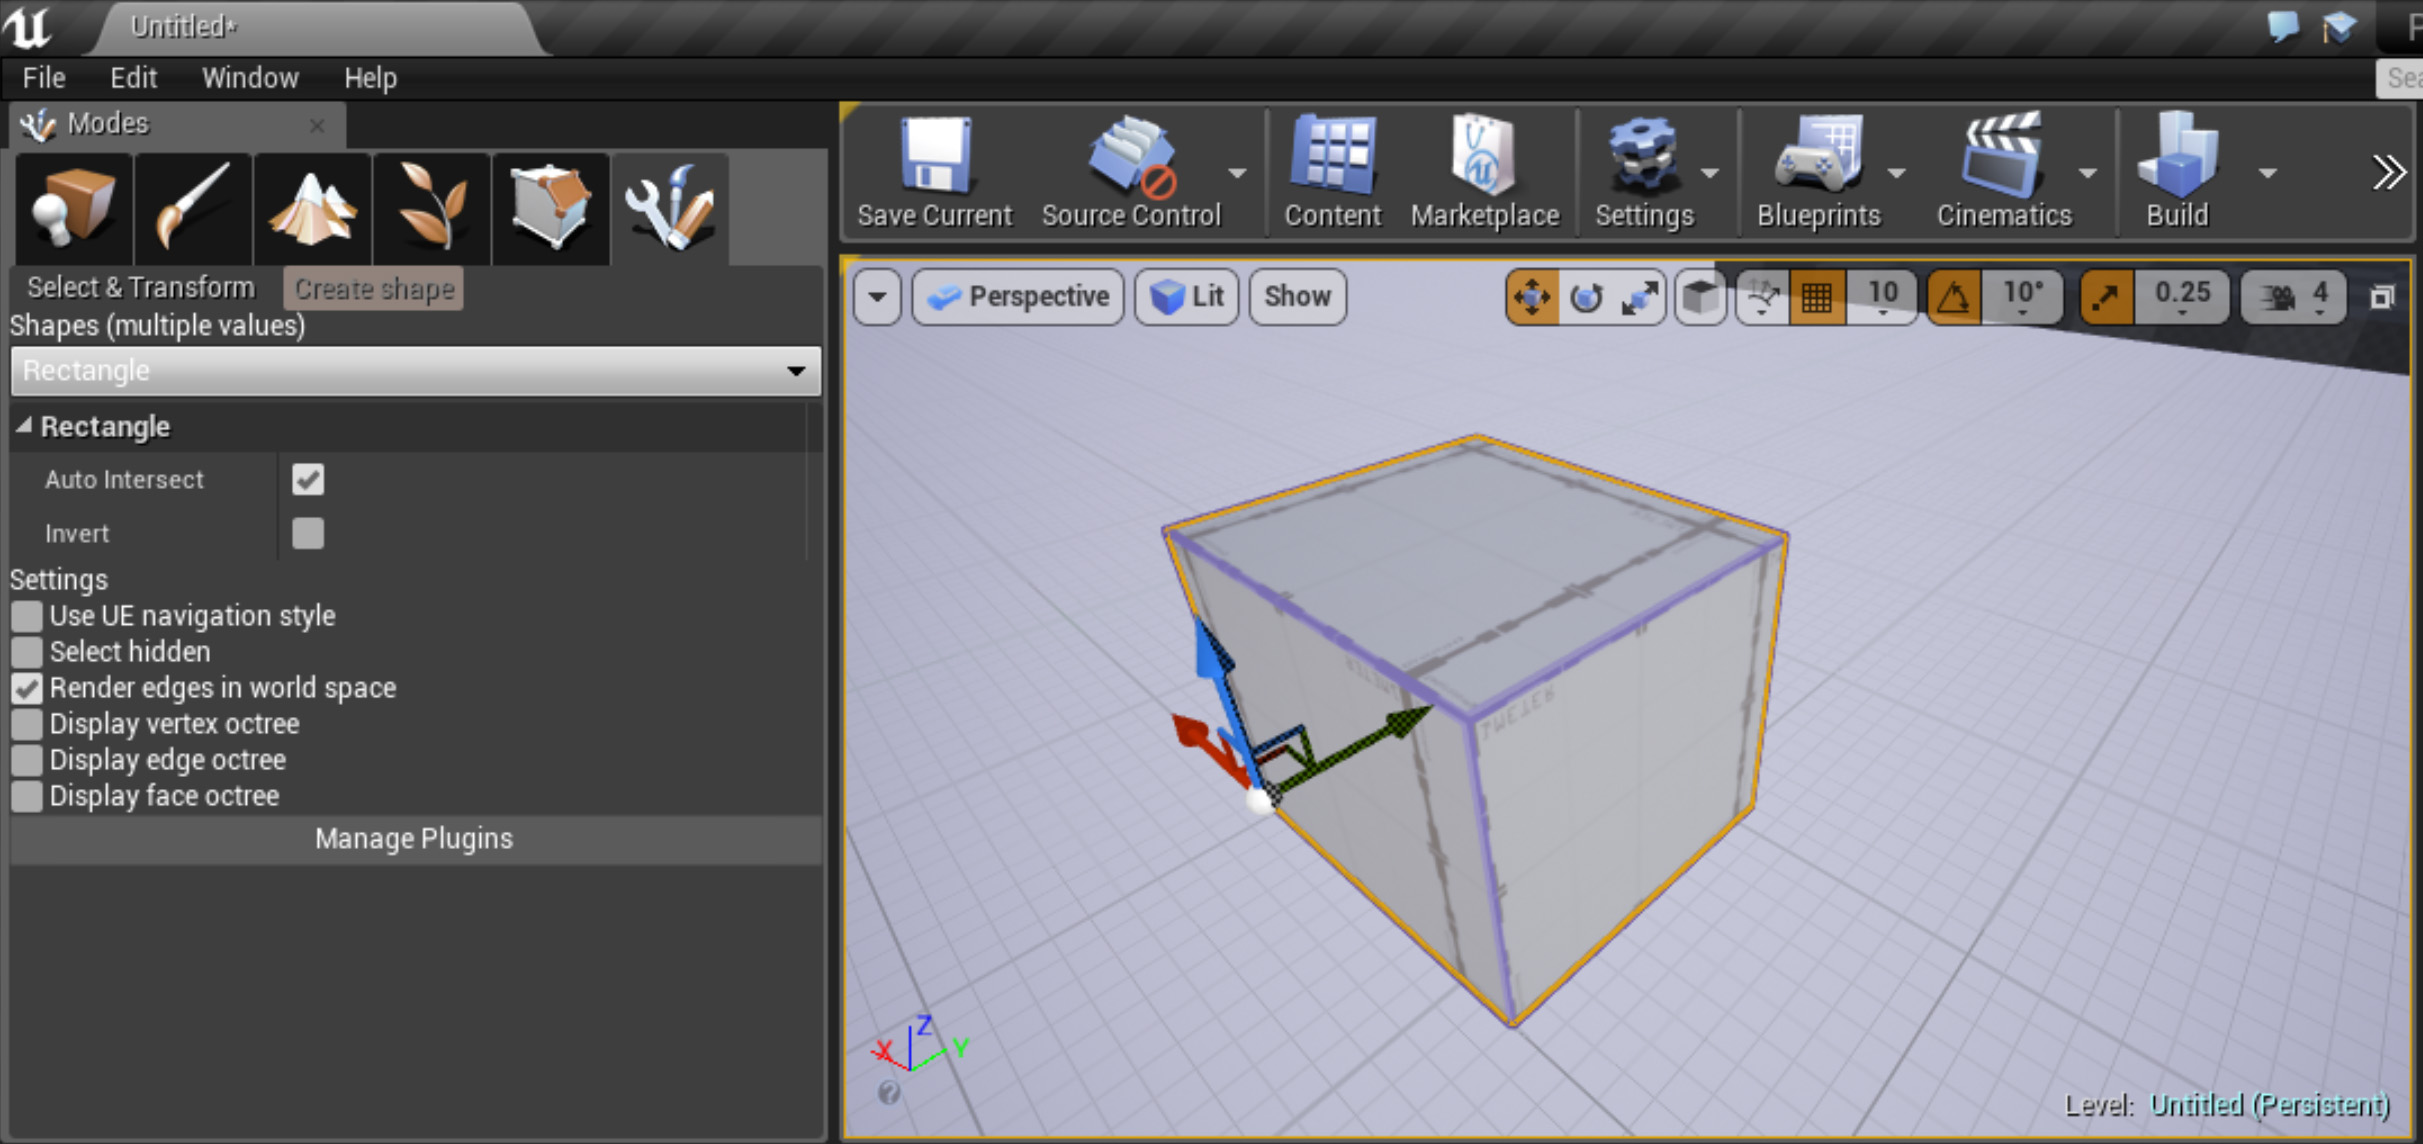 Untitled*
File Edit Window Help
Modes
Save Current Source Control Content Marketplace Settings Blueprints Cinematics Build
Select & Transform Create shape
Shapes (multiple values)
Rectangle
Rectangle
Auto Intersect
Invert
Settings
Use UE navigation style
Select hidden
Render edges in world space
Display vertex octree
Display edge octree
Display face octree
Manage Plugins
Perspective Lit Show 10 10° 0.25 4
Z
X Y
Level: Untitled (Persistent)